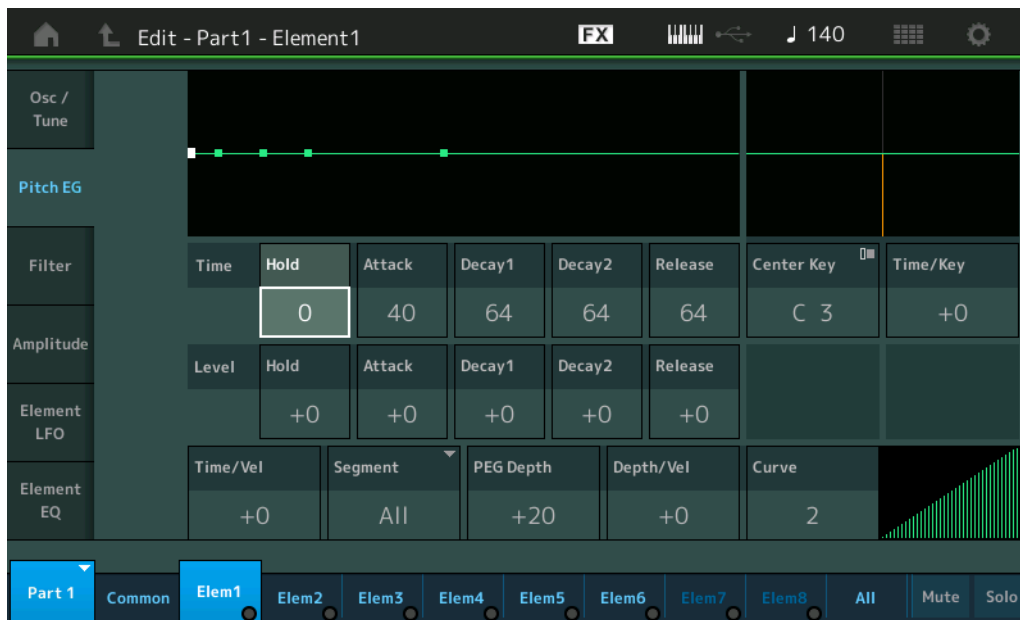 Edit - Part1 - Element1 FX 140
Osc /
Tune
Pitch EG
Filter
Amplitude
Element
LFO
Element
EQ
Time Hold Attack Decay1 Decay2 Release Center Key Time/Key
0 40 64 64 64 C 3 +0
Level Hold Attack Decay1 Decay2 Release
+0 +0 +0 +0 +0
Time/Vel Segment PEG Depth Depth/Vel Curve
+0 All +20 +0 2
Part 1 Common Elem1 Elem2 Elem3 Elem4 Elem5 Elem6 Elem7 Elem8 All Mute Solo